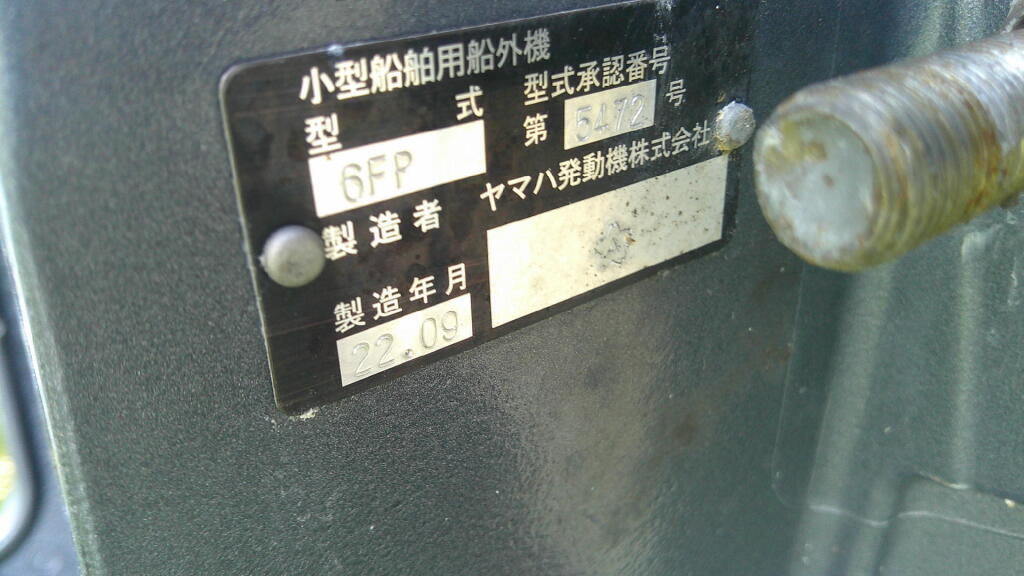 小型船舶用船外機
型式 6FP
型式承認番号
第 5472 号
製造者 ヤマハ発動機株式会社
製造年月
22.09